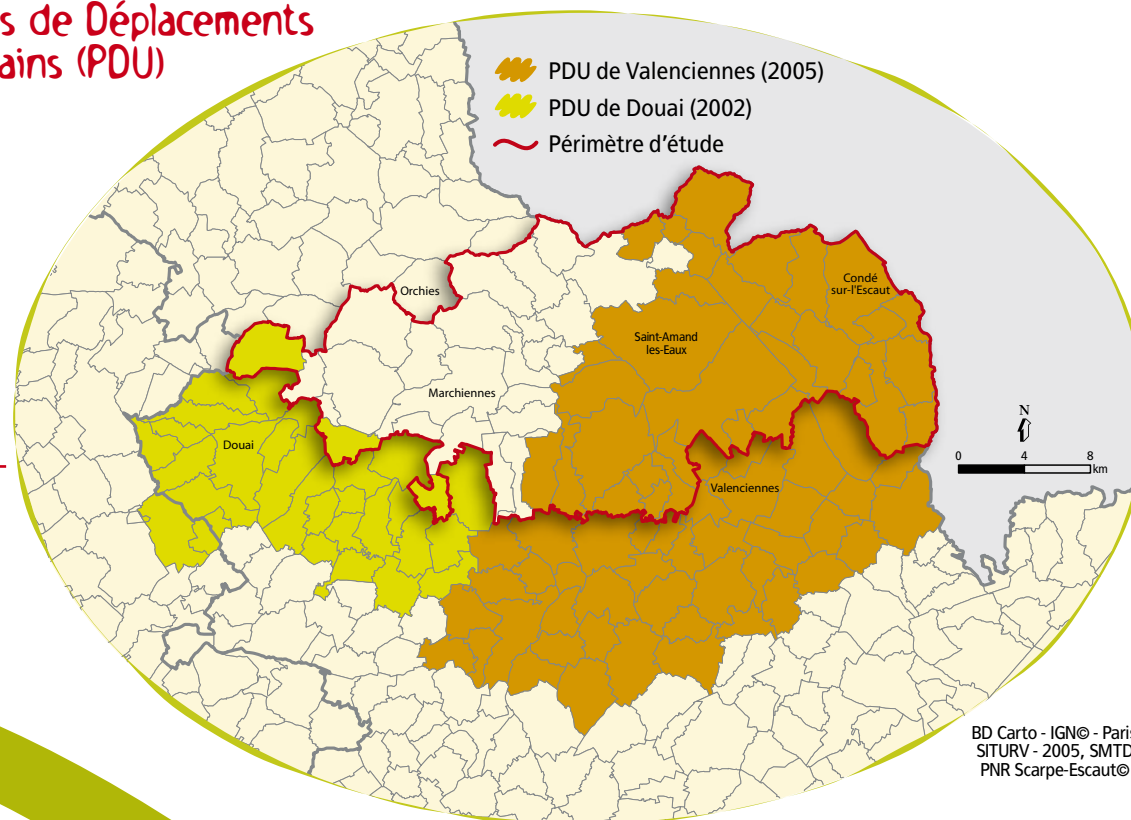 s de Déplacements
ains (PDU)
PDU de Valenciennes (2005)
PDU de Douai (2002)
Périmètre d'étude
Condé
sur-l'Escaut
Orchies
Saint-Amand
les-Eaux
Marchiennes
N
Douai
0 4 8
km
Valenciennes
BD Carto - IGN© - Paris
SITURV - 2005, SMTD
PNR Scarpe-Escaut©